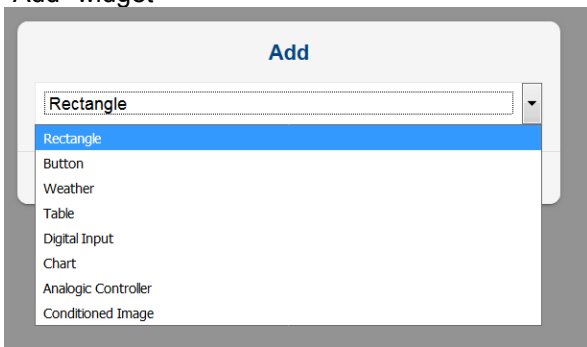 Add
Rectangle
Rectangle
Button
Weather
Table
Digital Input
Chart
Analogic Controller
Conditioned Image